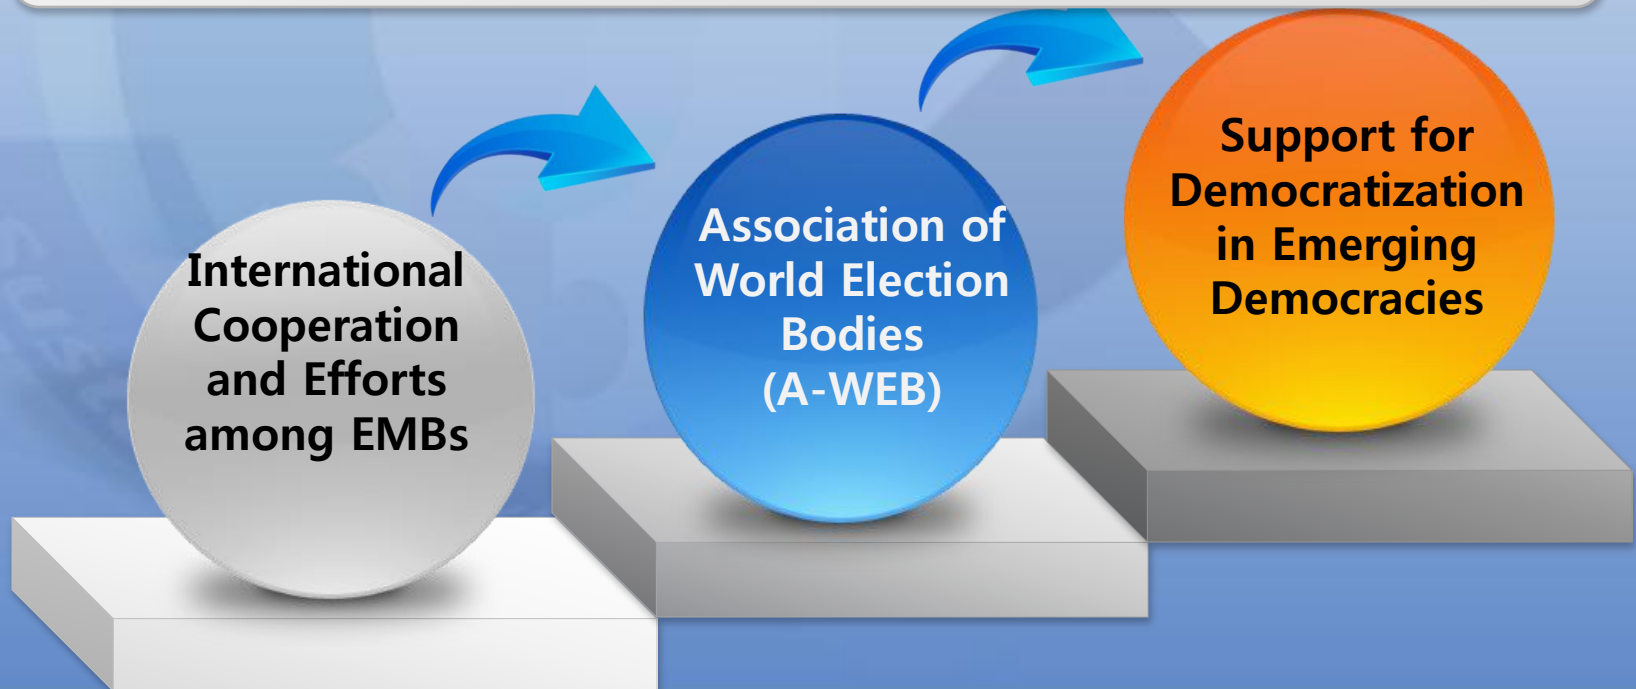 International
Cooperation
and Efforts
among EMBs
Association of
World Election
Bodies
(A-WEB)
Support for
Democratization
in Emerging
Democracies